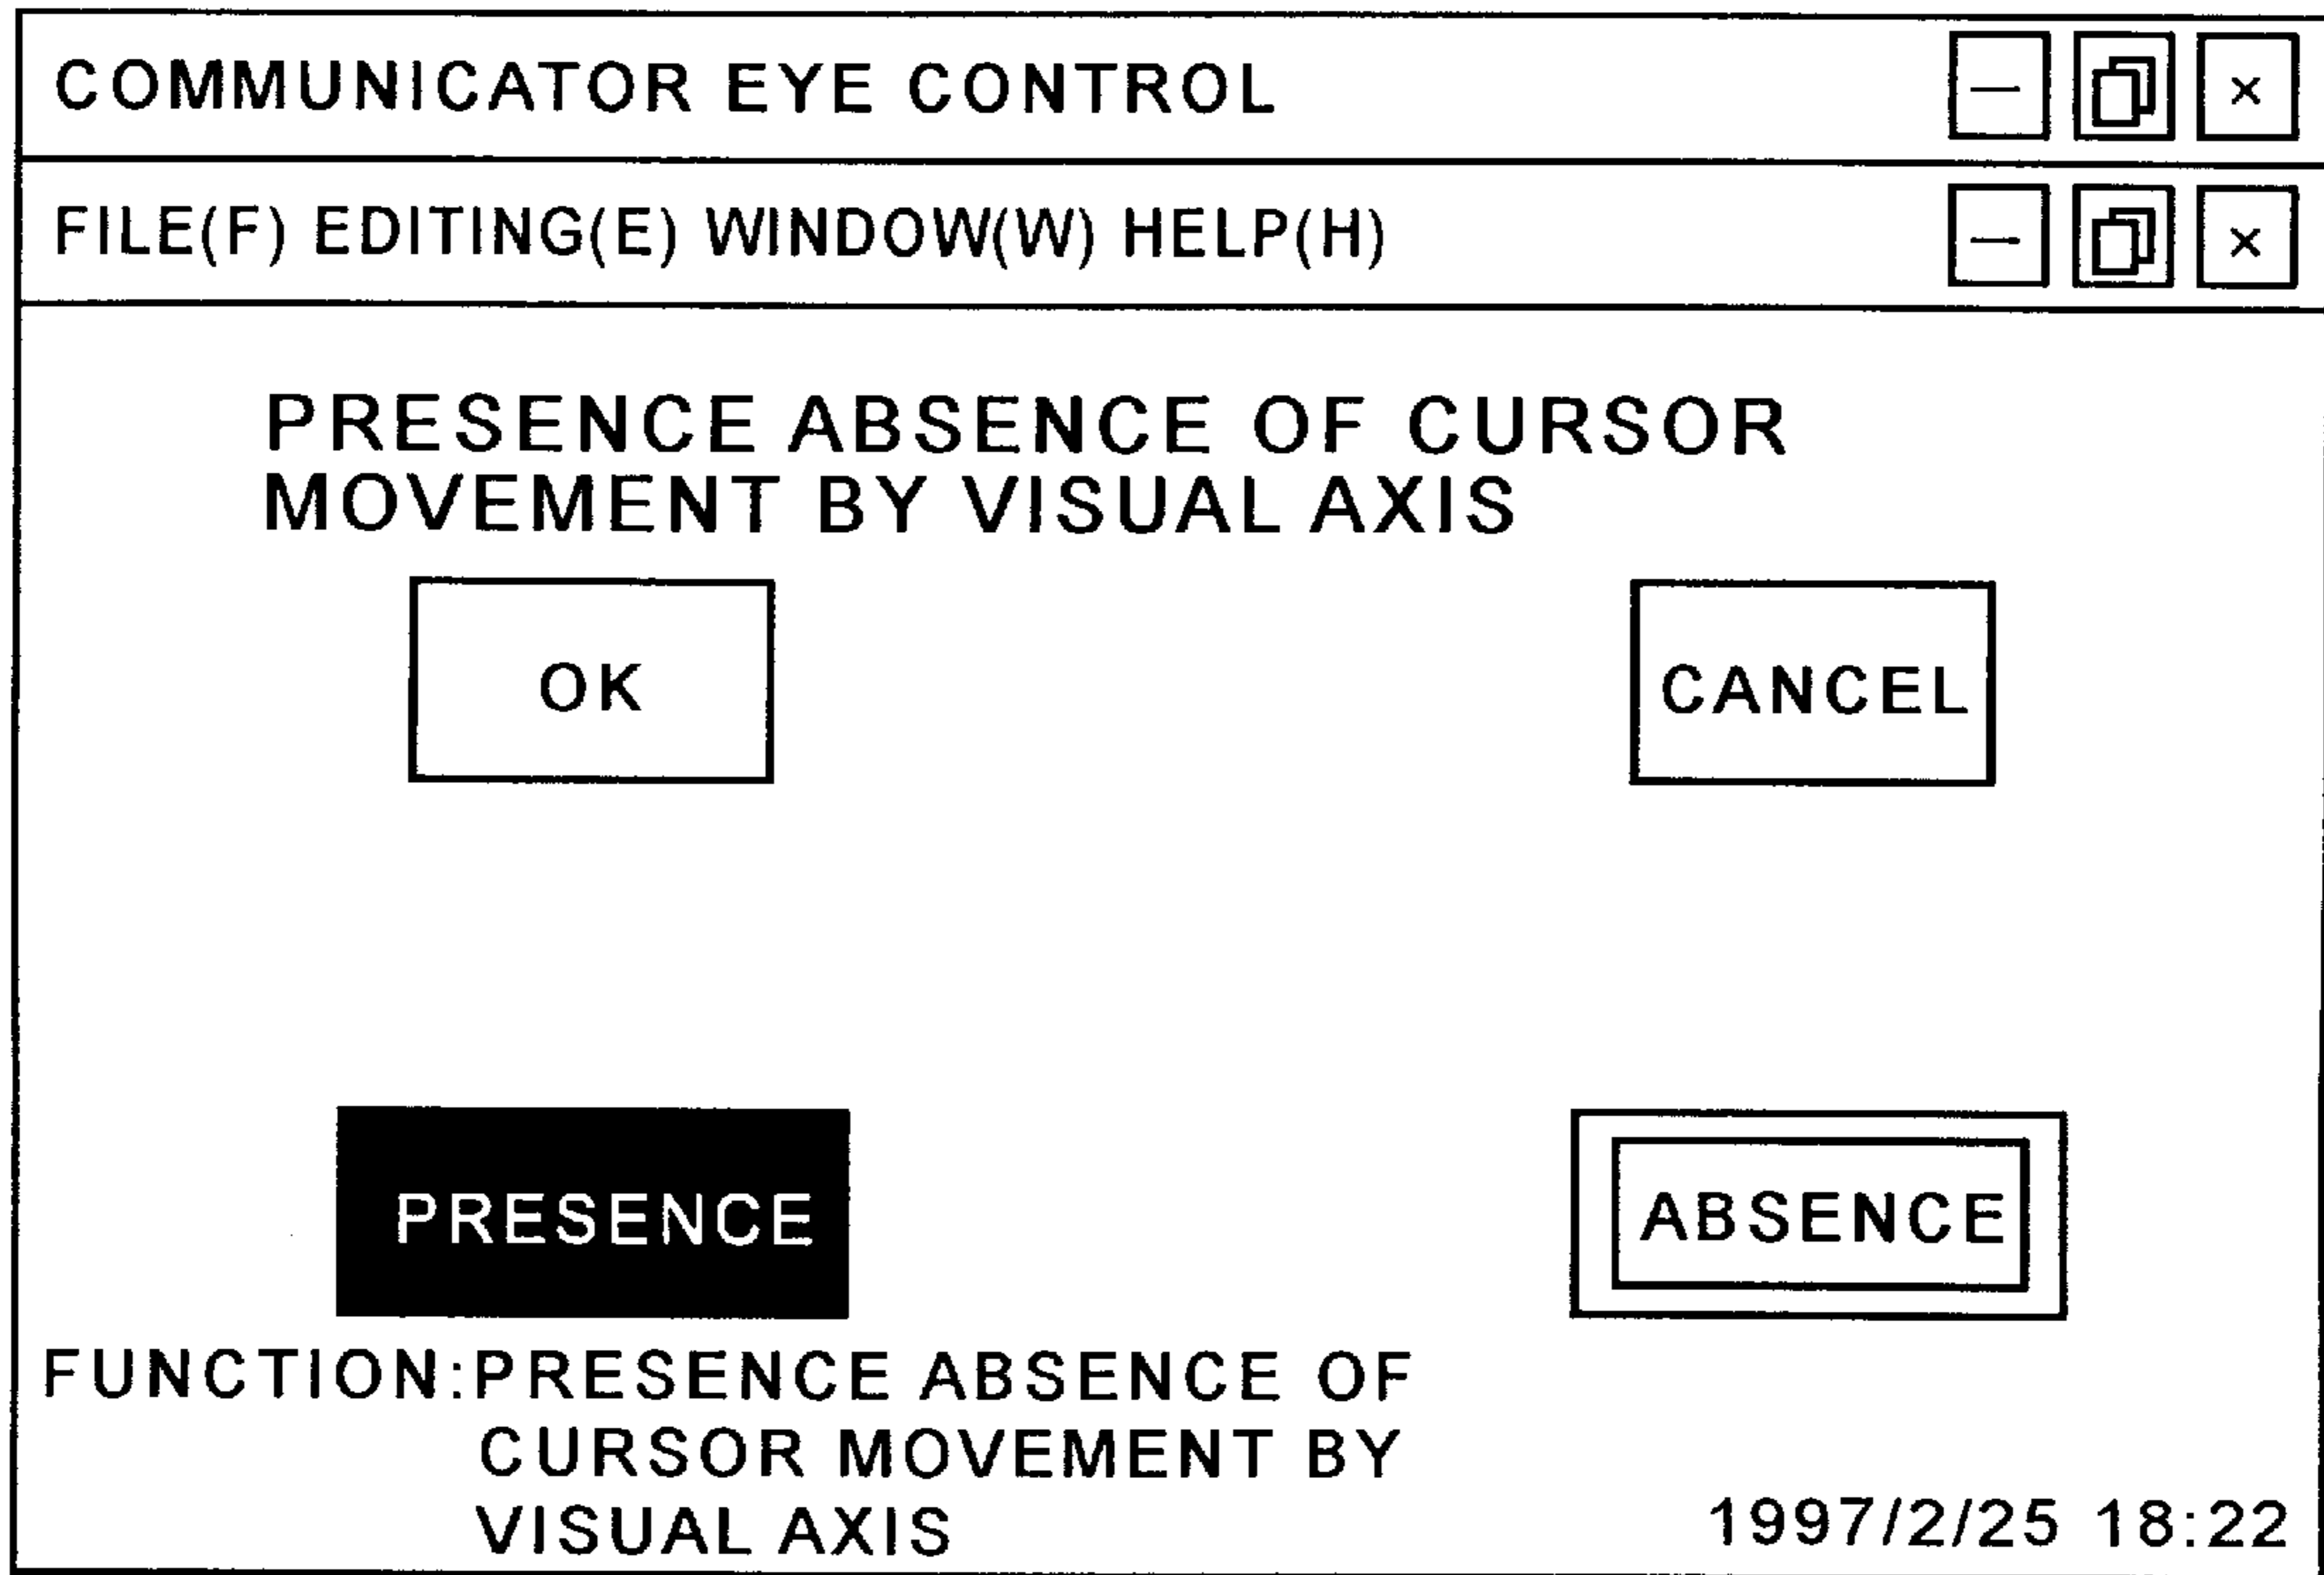 COMMUNICATOR EYE CONTROL
FILE(F) EDITING(E) WINDOW(W) HELP(H)
PRESENCE ABSENCE OF CURSOR
MOVEMENT BY VISUAL AXIS
OK
CANCEL
PRESENCE
ABSENCE
FUNCTION:PRESENCE ABSENCE OF
CURSOR MOVEMENT BY
VISUAL AXIS
1997/2/25 18:22